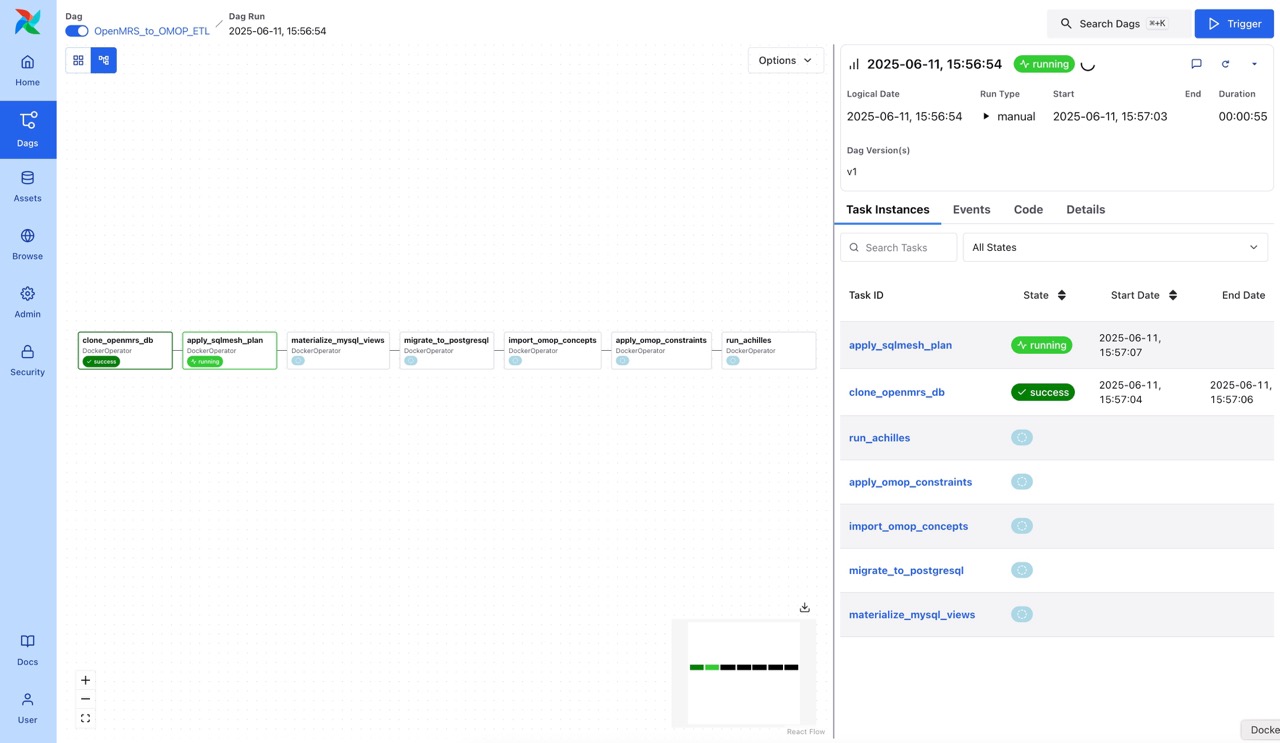 Dag
OpenMRS_to_OMOP_ETL
/
Dag Run
2025-06-11, 15:56:54
Search Dags ⌘+K
Trigger
Home
Dags
Assets
Browse
Admin
Security
Docs
User
Options
clone_openmrs_db
DockerOperator
success
apply_sqlmesh_plan
DockerOperator
running
materialize_mysql_views
DockerOperator
migrate_to_postgresql
DockerOperator
import_omop_concepts
DockerOperator
apply_omop_constraints
DockerOperator
run_achilles
DockerOperator
React Flow
2025-06-11, 15:56:54 running
Logical Date Run Type Start End Duration
2025-06-11, 15:56:54 manual 2025-06-11, 15:57:03 00:00:55
Dag Version(s)
v1
Task Instances Events Code Details
Search Tasks All States
Task ID State Start Date End Date
apply_sqlmesh_plan running 2025-06-11,
15:57:07
clone_openmrs_db success 2025-06-11, 2025-06-11,
15:57:04 15:57:06
run_achilles
apply_omop_constraints
import_omop_concepts
migrate_to_postgresql
materialize_mysql_views
Docke